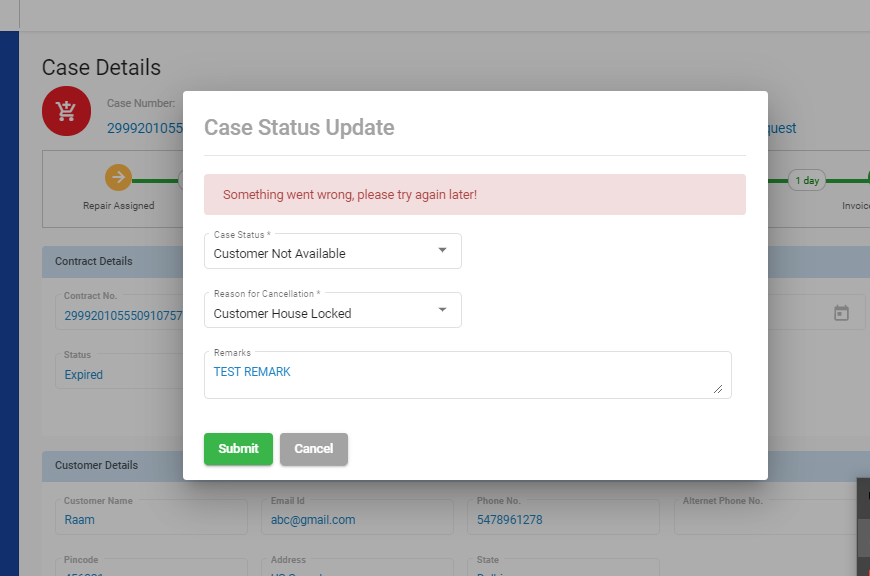 Case Details
Case Number:
2999201055
quest
Case Status Update
Something went wrong, please try again later!
Repair Assigned
1 day
Invoic
Case Status *
Customer Not Available
Contract Details
Reason for Cancellation *
Customer House Locked
Contract No.
299920105550910757
Status
Expired
Remarks
TEST REMARK
Submit Cancel
Customer Details
Customer Name Email Id Phone No. Alternet Phone No.
Raam abc@gmail.com 5478961278
Pincode Address State